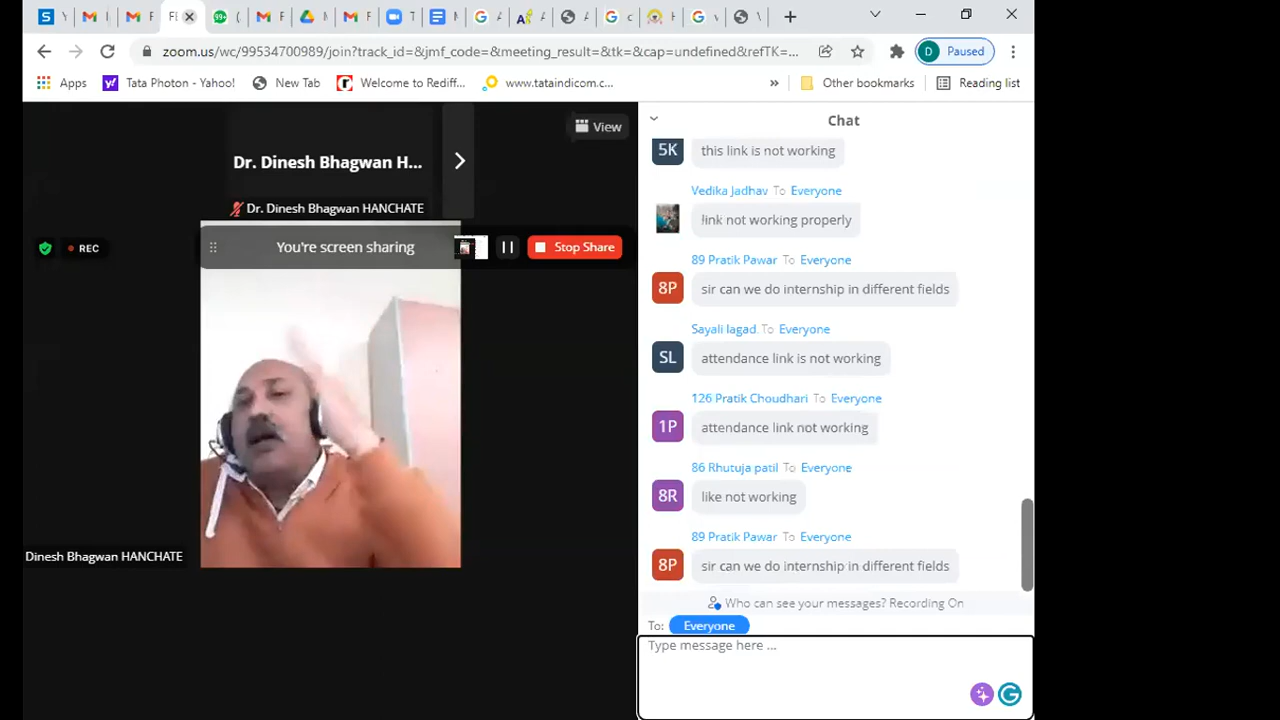 zoom.us/wc/99534700989/join?track_id=&jmf_code=&meeting_result=&tk=&cap=undefined&refTK=...
D Paused
Apps Tata Photon - Yahoo! New Tab Welcome to Rediff... www.tataindicom.c... » Other bookmarks Reading list
Dr. Dinesh Bhagwan H...
Dr. Dinesh Bhagwan HANCHATE
View
REC
You're screen sharing
Stop Share
Dinesh Bhagwan HANCHATE
Chat
5K this link is not working
Vedika Jadhav To Everyone
link not working properly
89 Pratik Pawar To Everyone
8P sir can we do internship in different fields
Sayali lagad. To Everyone
SL attendance link is not working
126 Pratik Choudhari To Everyone
1P attendance link not working
86 Rhutuja patil To Everyone
8R like not working
89 Pratik Pawar To Everyone
8P sir can we do internship in different fields
Who can see your messages? Recording On
To: Everyone
Type message here ...